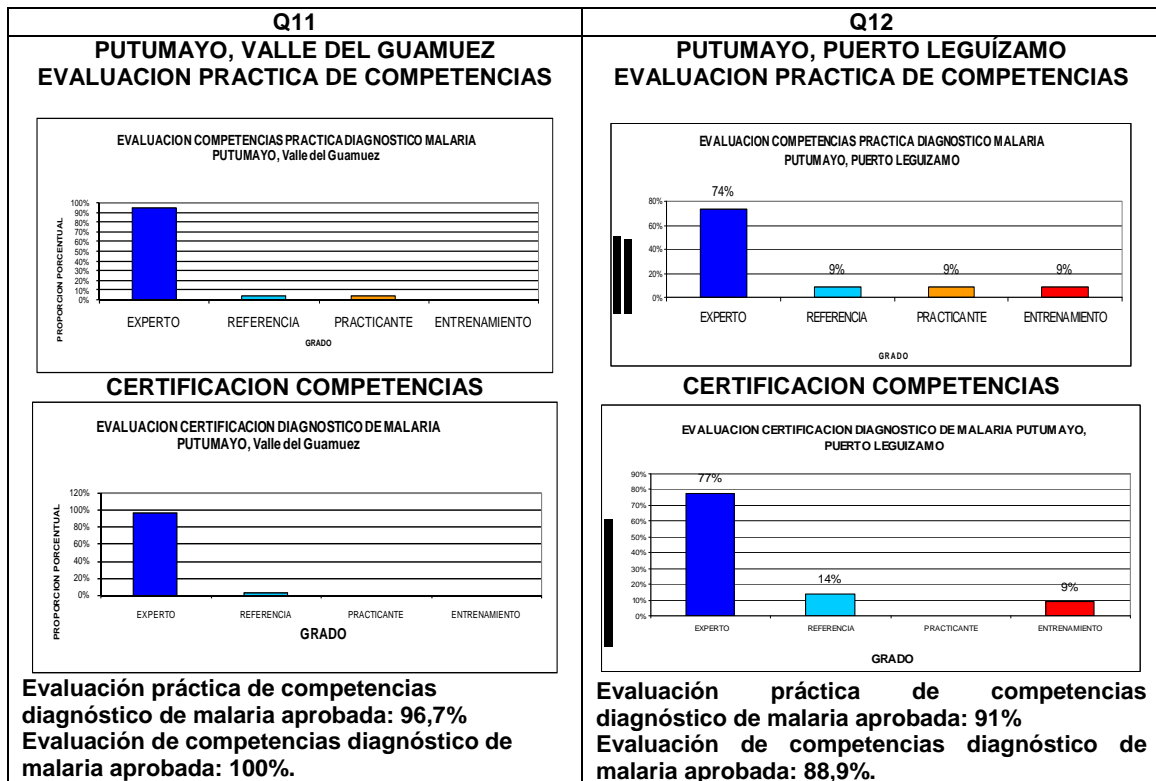 Q11
PUTUMAYO, VALLE DEL GUAMUEZ
EVALUACION PRACTICA DE COMPETENCIAS
EVALUACION COMPETENCIAS PRACTICA DIAGNOSTICO MALARIA
PUTUMAYO, Valle del Guamuez
PROPORCION PORCENTUAL
100%
90%
80%
70%
60%
50%
40%
30%
20%
10%
0%
EXPERTO REFERENCIA PRACTICANTE ENTRENAMIENTO
GRADO
CERTIFICACION COMPETENCIAS
EVALUACION CERTIFICACION DIAGNOSTICO DE MALARIA
PUTUMAYO, Valle del Guamuez
PROPORCION PORCENTUAL
120%
100%
80%
60%
40%
20%
0%
EXPERTO REFERENCIA PRACTICANTE ENTRENAMIENTO
GRADO
Evaluación práctica de competencias
diagnóstico de malaria aprobada: 96,7%
Evaluación de competencias diagnóstico de
malaria aprobada: 100%.
Q12
PUTUMAYO, PUERTO LEGUÍZAMO
EVALUACION PRACTICA DE COMPETENCIAS
EVALUACION COMPETENCIAS PRACTICA DIAGNOSTICO MALARIA
PUTUMAYO, PUERTO LEGUIZAMO
74%
9% 9% 9%
80%
60%
40%
20%
0%
EXPERTO REFERENCIA PRACTICANTE ENTRENAMIENTO
GRADO
CERTIFICACION COMPETENCIAS
EVALUACION CERTIFICACION DIAGNOSTICO DE MALARIA PUTUMAYO,
PUERTO LEGUIZAMO
77%
14%
9%
90%
80%
70%
60%
50%
40%
30%
20%
10%
0%
EXPERTO REFERENCIA PRACTICANTE ENTRENAMIENTO
GRADO
Evaluación práctica de competencias
diagnóstico de malaria aprobada: 91%
Evaluación de competencias diagnóstico de
malaria aprobada: 88,9%.